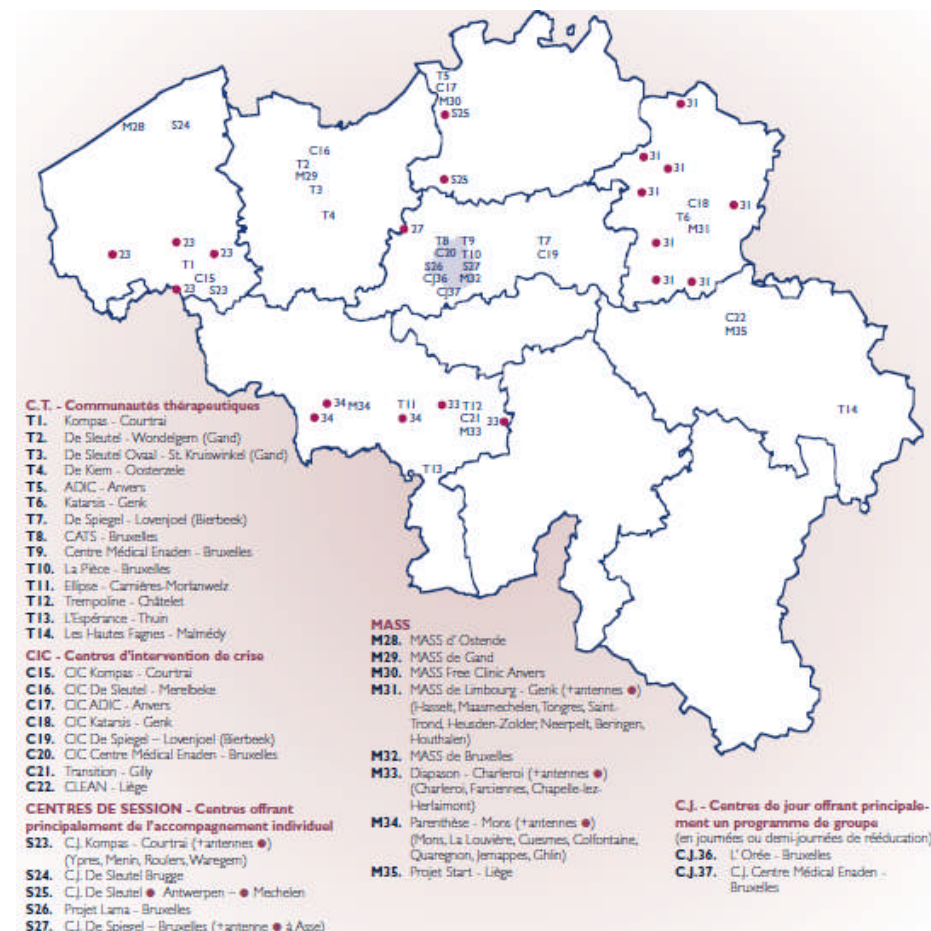 T5
C17
M30
S25
M28
S24
31
C16
T2
M29
T3
T4
31
31
S25
31
C18
31
T6
M31
27
T8
T9
C20
T10
S26
S27
CJ36
M32
CJ37
T7
C19
31
31
31
23
23
23
T1
C15
S23
23
C22
M35
34
M34
34
T11
34
33
T12
C21
M33
33
T13
T14
C.T. - Communautés thérapeutiques
T1. Kompas - Courtrai
T2. De Sleutel - Wondelgem (Gand)
T3. De Sleutel Ovaal - St. Kruiswinkel (Gand)
T4. De Kiem - Oosterzele
T5. ADIC - Anvers
T6. Katarsis - Genk
T7. De Spiegel - Lovenjoel (Bierbeek)
T8. CATS - Bruxelles
T9. Centre Médical Enaden - Bruxelles
T10. La Pièce - Bruxelles
T11. Ellipse - Carnières-Morlanwelz
T12. Trempoline - Châtelet
T13. L'Espérance - Thuin
T14. Les Hautes Fagnes - Malmédy
CIC - Centres d'intervention de crise
C15. CIC Kompas - Courtrai
C16. CIC De Sleutel - Merelbeke
C17. CIC ADIC - Anvers
C18. CIC Katarsis - Genk
C19. CIC De Spiegel – Lovenjoel (Bierbeek)
C20. CIC Centre Médical Enaden - Bruxelles
C21. Transition - Gilly
C22. CLEAN - Liège
CENTRES DE SESSION - Centres offrant
principalement de l'accompagnement individuel
S23. C.J. Kompas - Courtrai (+antennes ●)
(Ypres, Menin, Roulers, Waregem)
S24. C.J. De Sleutel Brugge
S25. C.J. De Sleutel ● Antwerpen – ● Mechelen
S26. Projet Lama - Bruxelles
S27. C.J. De Spiegel – Bruxelles (+antenne ● à Asse)
MASS
M28. MASS d' Ostende
M29. MASS de Gand
M30. MASS Free Clinic Anvers
M31. MASS de Limbourg - Genk (+antennes ●)
(Hasselt, Maasmechelen, Tongres, Saint-
Trond, Heusden-Zolder, Neerpelt, Beringen,
Houthalen)
M32. MASS de Bruxelles
M33. Diapason - Charleroi (+antennes ●)
(Charleroi, Farciennes, Chapelle-lez-
Herlaimont)
M34. Parenthèse - Mons (+antennes ●)
(Mons, La Louvière, Cuesmes, Colfontaine,
Quaregnon, Jemappes, Ghlin)
M35. Projet Start - Liège
C.J. - Centres de jour offrant principale-
ment un programme de groupe
(en journées ou demi-journées de rééducation)
C.J.36. L' Orée - Bruxelles
C.J.37. C.J. Centre Médical Enaden -
Bruxelles